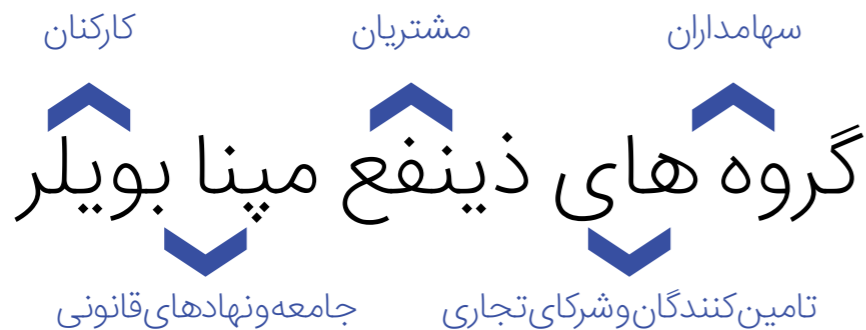 سهامداران
مشتریان
کارکنان
گروه های ذینفع مپنا بویلر
تامین‌کنندگان‌وشرکای‌تجاری
جامعه‌ونهادهای‌قانونی